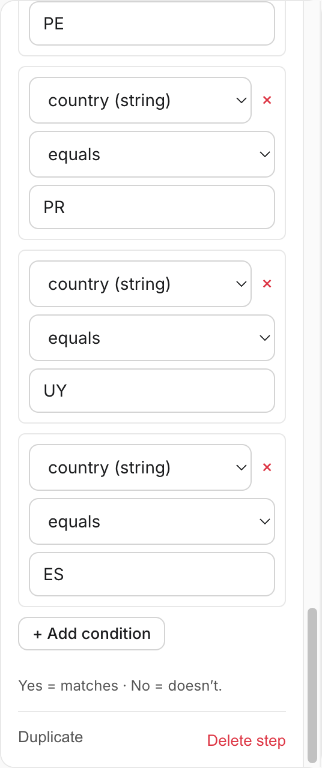 PE
country (string)
×
equals
PR
country (string)
×
equals
UY
country (string)
×
equals
ES
+ Add condition
Yes = matches · No = doesn’t.
Duplicate
Delete step